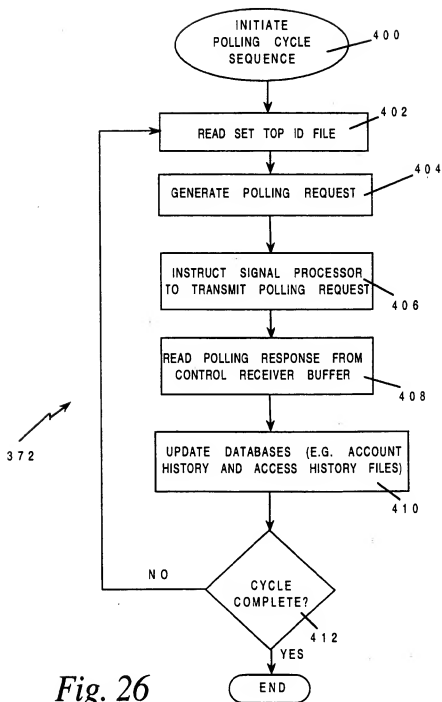 INITIATE
POLLING CYCLE
SEQUENCE
400
402
READ SET TOP ID FILE
404
GENERATE POLLING REQUEST
INSTRUCT SIGNAL PROCESSOR
TO TRANSMIT POLLING REQUEST
406
READ POLLING RESPONSE FROM
CONTROL RECEIVER BUFFER
408
372
UPDATE DATABASES (E.G. ACCOUNT
HISTORY AND ACCESS HISTORY FILES)
410
NO
CYCLE
COMPLETE?
412
YES
END
Fig. 26